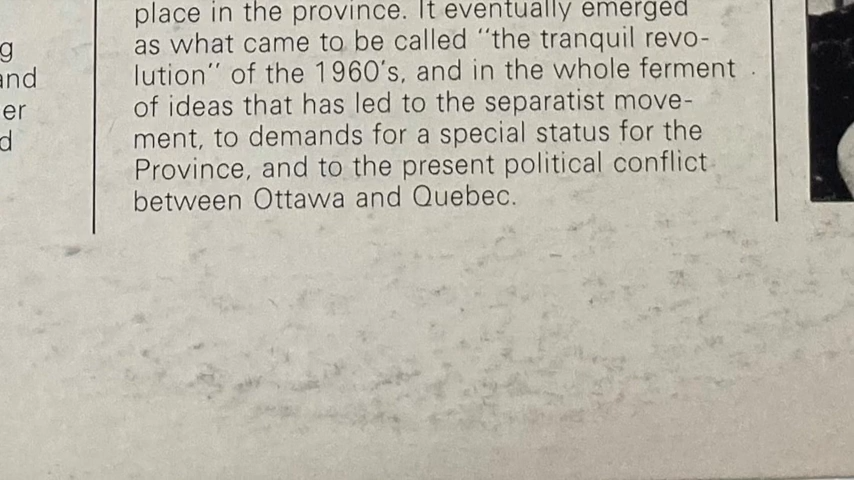 g
and
er
d
place in the province. It eventually emerged
as what came to be called "the tranquil revo-
lution" of the 1960's, and in the whole ferment
of ideas that has led to the separatist move-
ment, to demands for a special status for the
Province, and to the present political conflict
between Ottawa and Quebec.